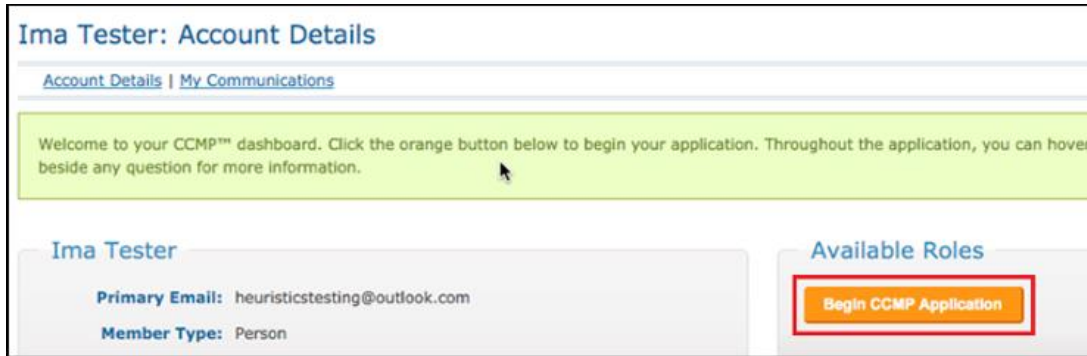 Ima Tester: Account Details
Account Details | My Communications
Welcome to your CCMP™ dashboard. Click the orange button below to begin your application. Throughout the application, you can hover
beside any question for more information.
Ima Tester
Primary Email: heuristicstesting@outlook.com
Member Type: Person
Available Roles
Begin CCMP Application